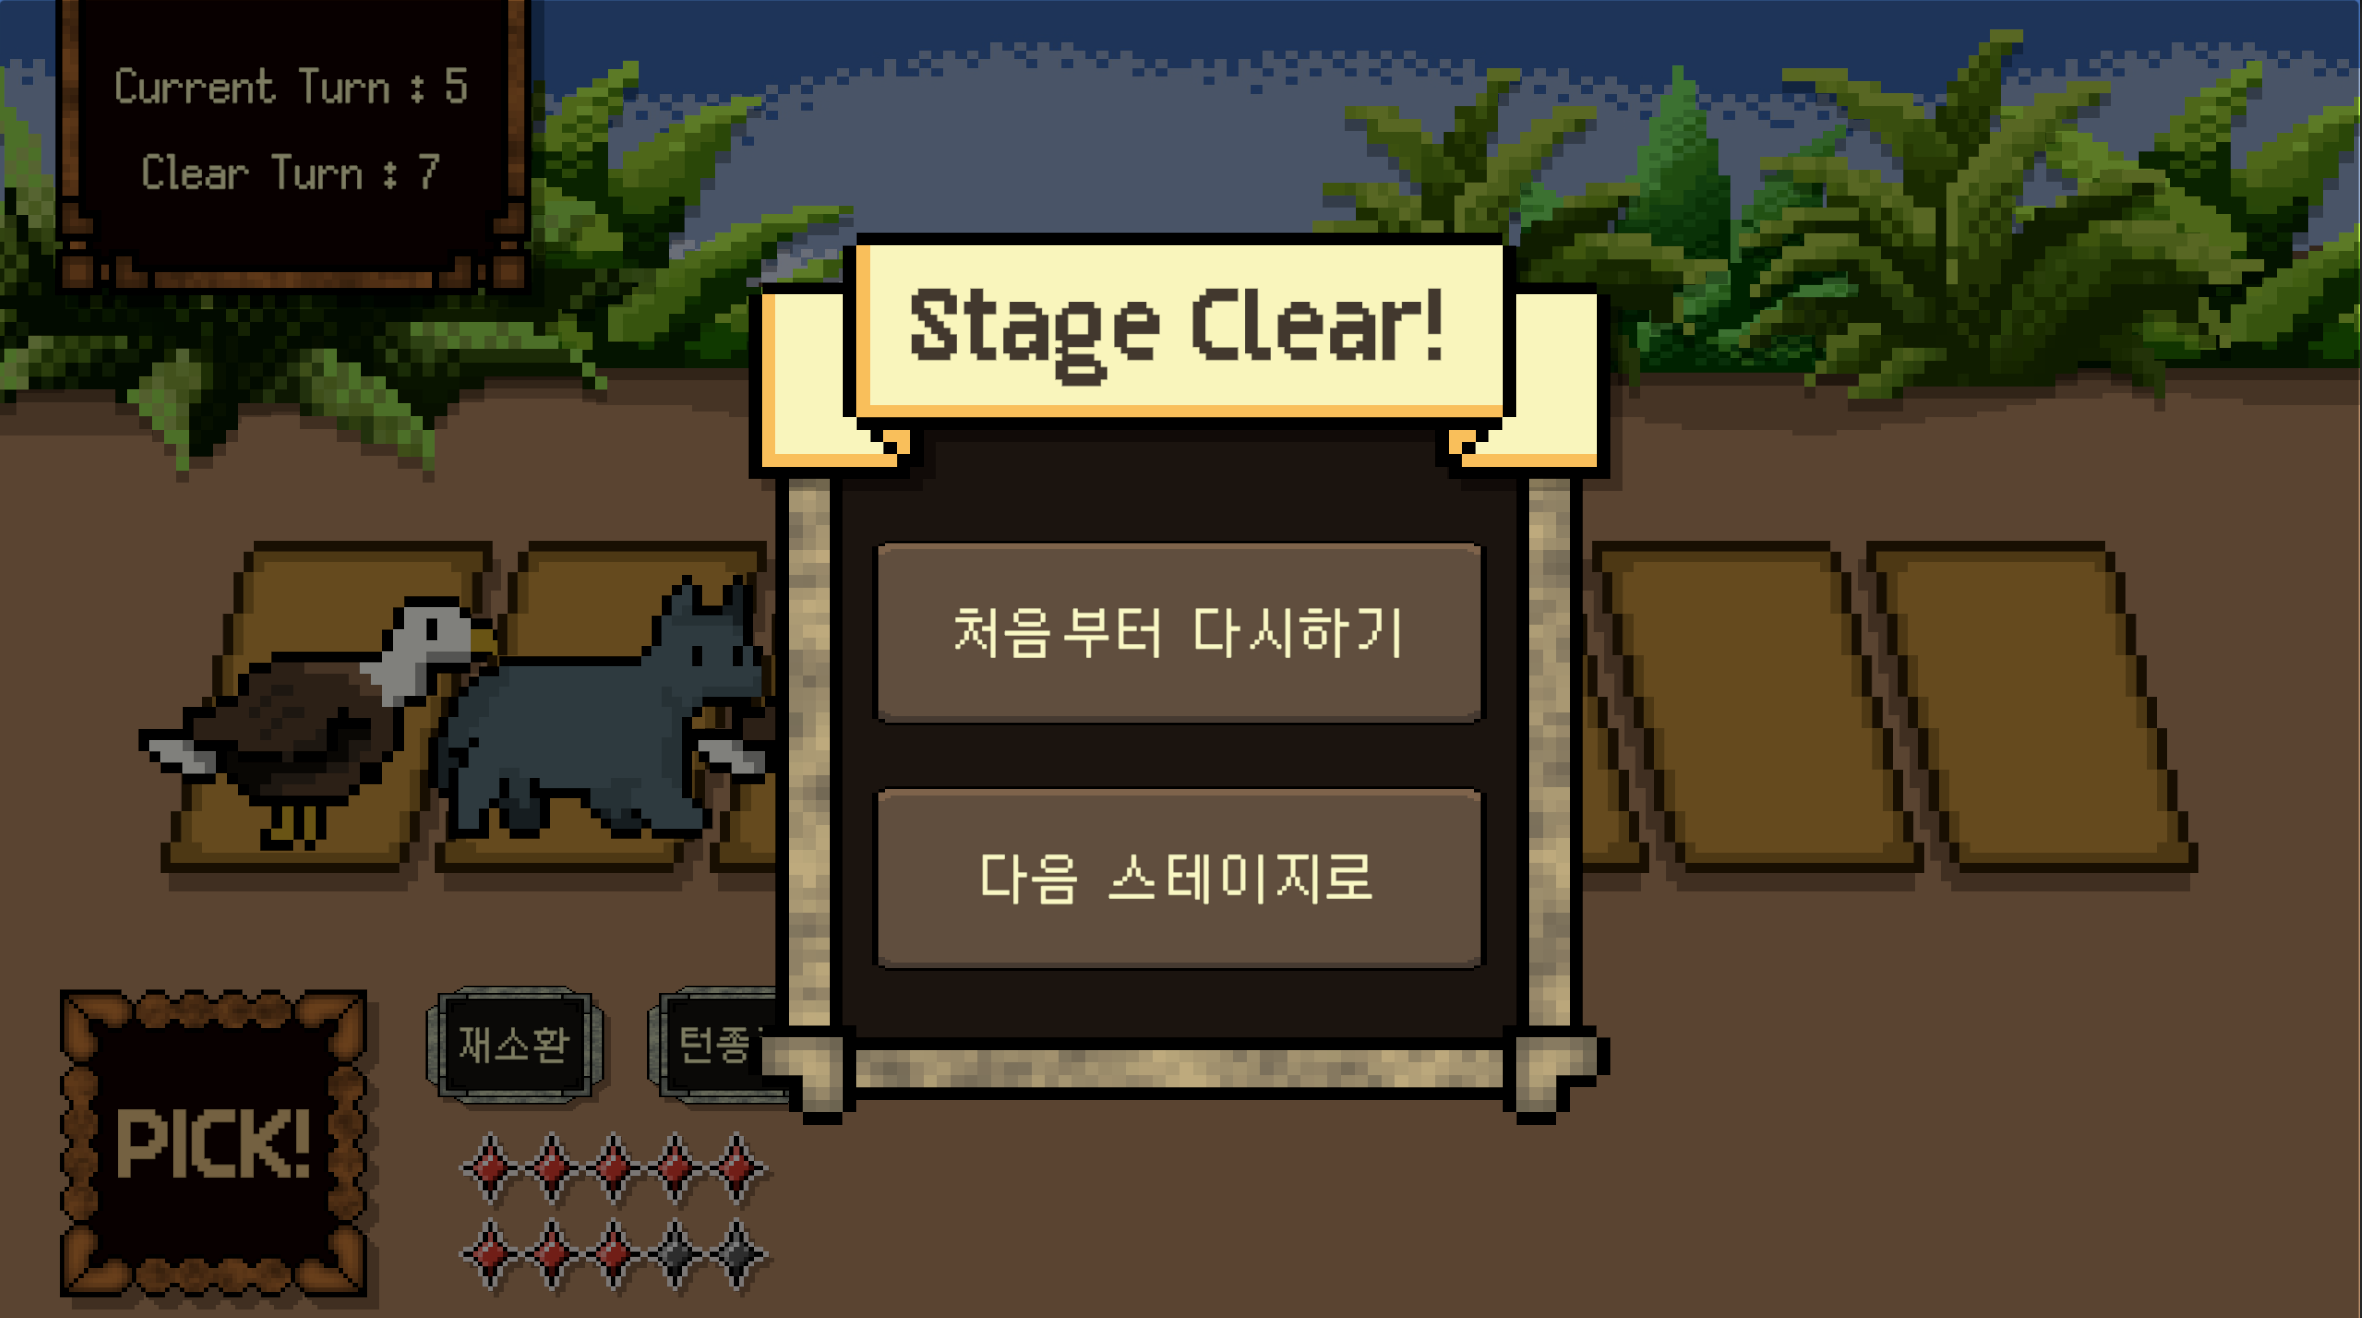 Current Turn : 5
Clear Turn : 7
Stage Clear!
처음부터 다시하기
다음 스테이지로
재소환
턴종
PICK!